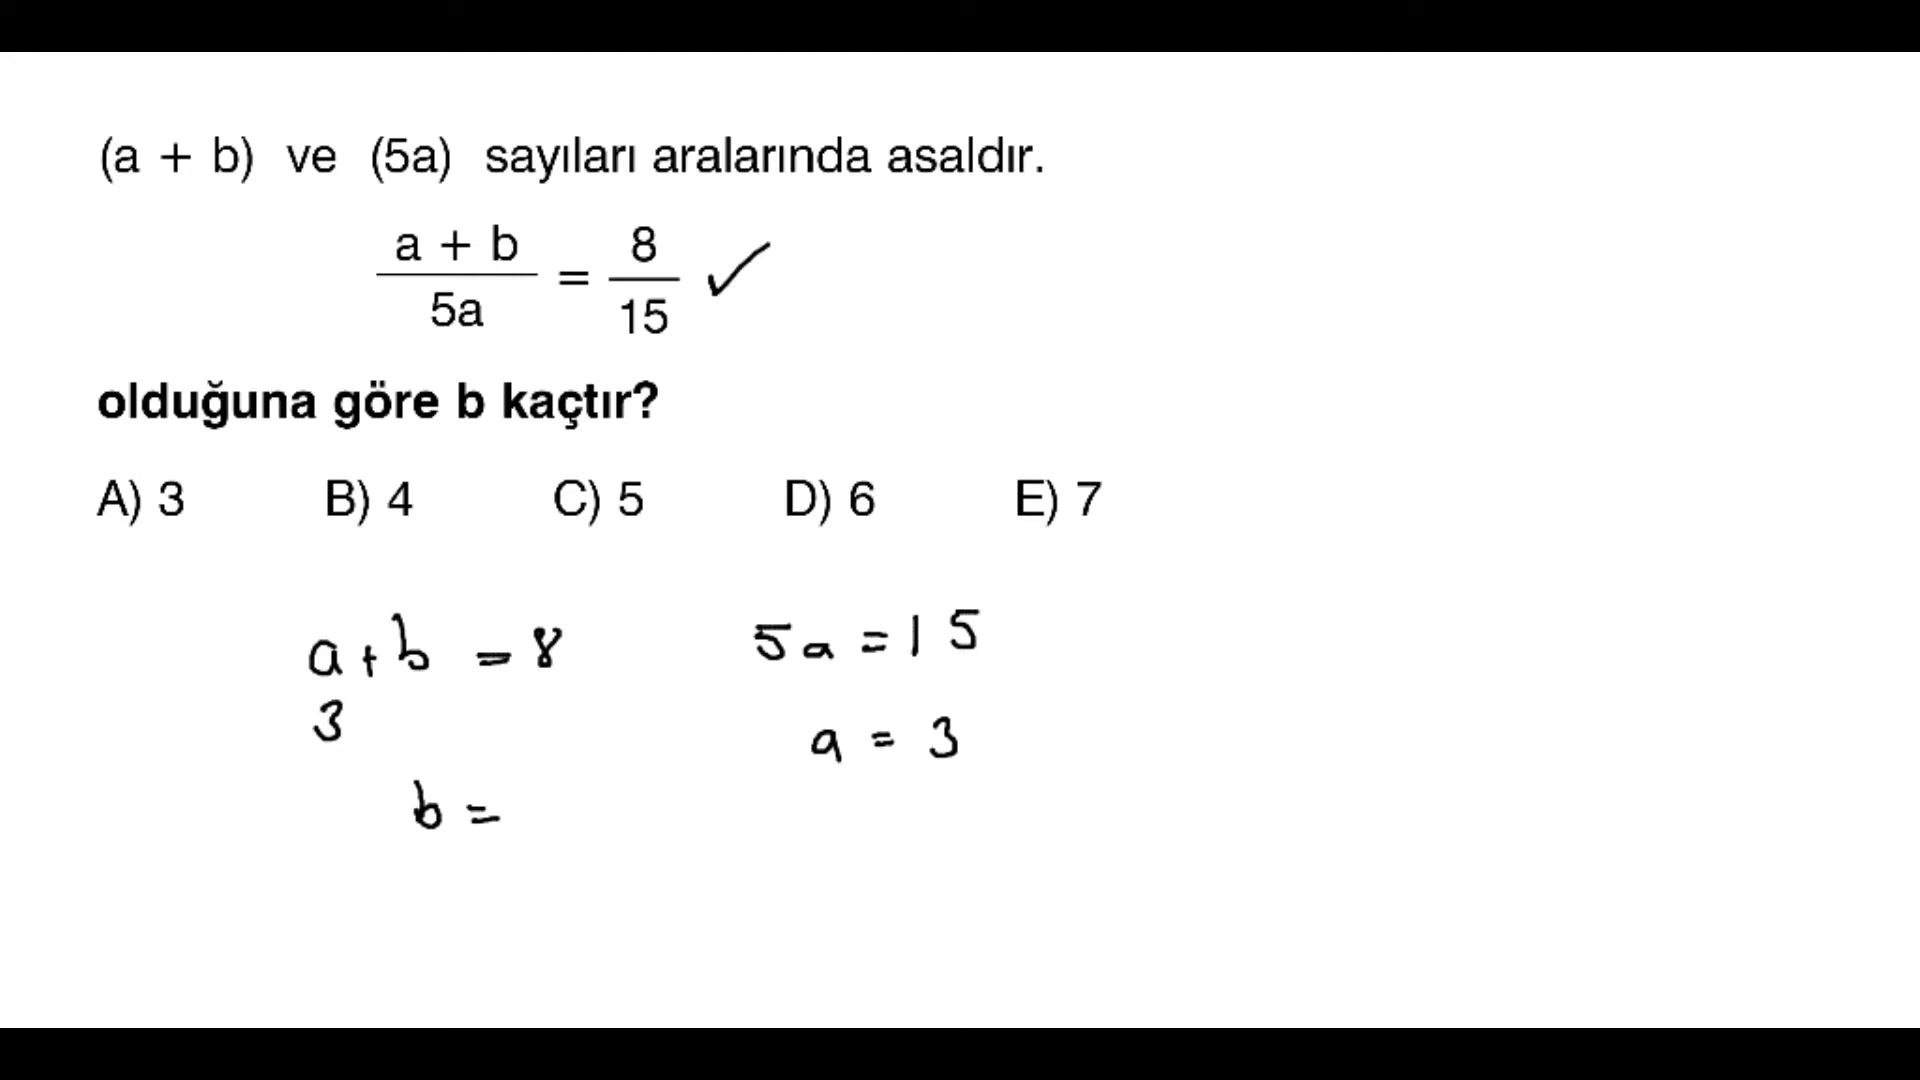 (a + b) ve (5a) sayıları aralarında asaldır.
a + b / 5a = 8 / 15 ✓
olduğuna göre b kaçtır?
A) 3 B) 4 C) 5 D) 6 E) 7
a + b = 8 5a = 15
3 a = 3
b =